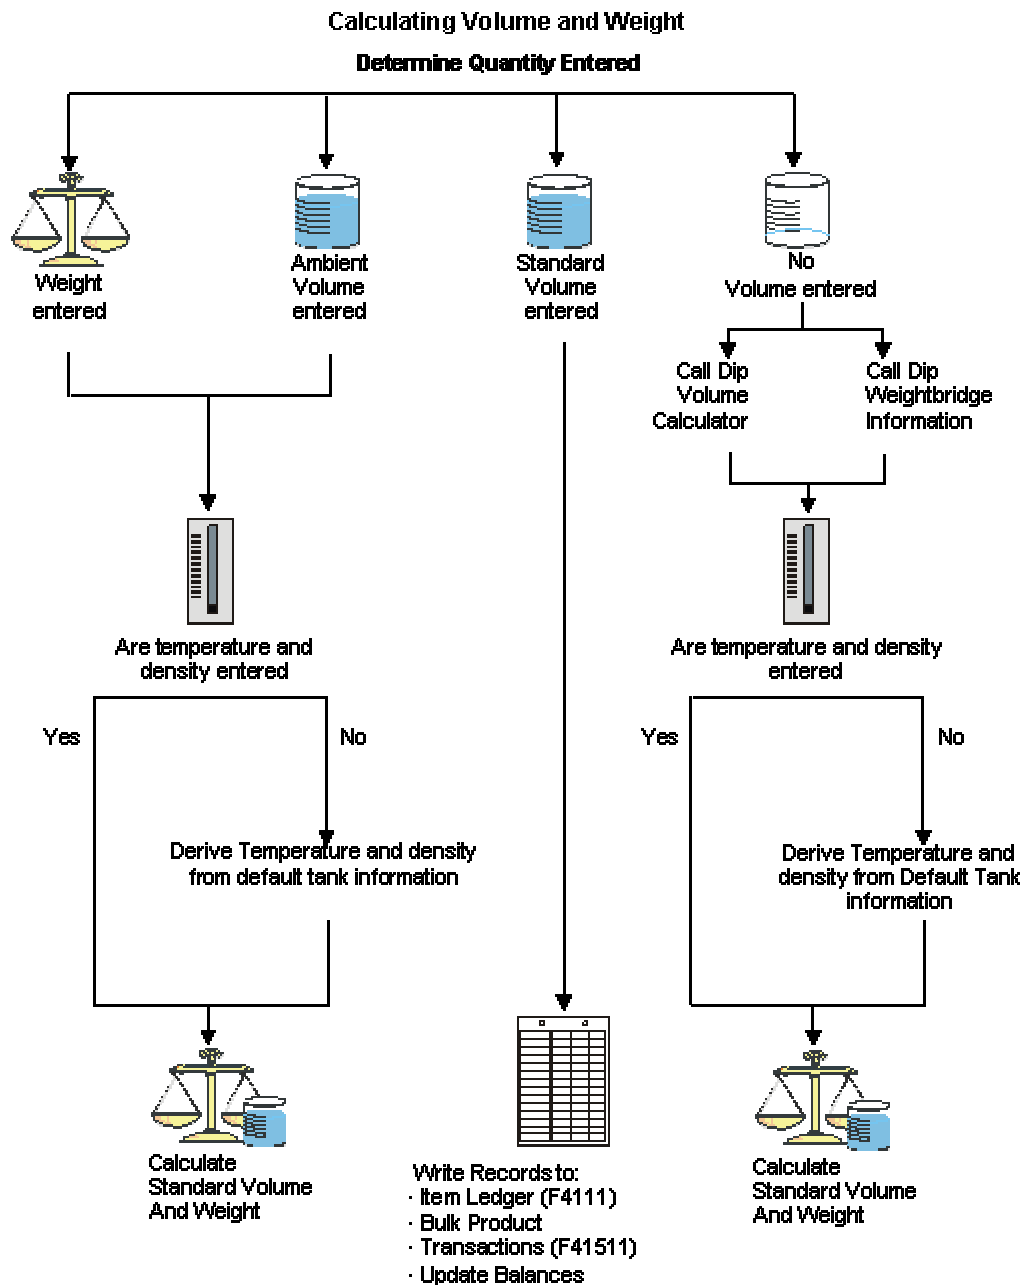 Calculating Volume and Weight
Determine Quantity Entered
Weight
entered
Ambient
Volume
entered
Standard
Volume
entered
No
Volume entered
Call Dip
Volume
Calculator
Call Dip
Weightbridge
Information
Are temperature and
density entered
Are temperature and density
entered
Yes
No
Yes
No
Derive Temperature and density
from default tank information
Derive Temperature and
density from Default Tank
information
Calculate
Standard Volume
And Weight
Write Records to:
· Item Ledger (F4111)
· Bulk Product
· Transactions (F41511)
· Update Balances
Calculate
Standard Volume
And Weight